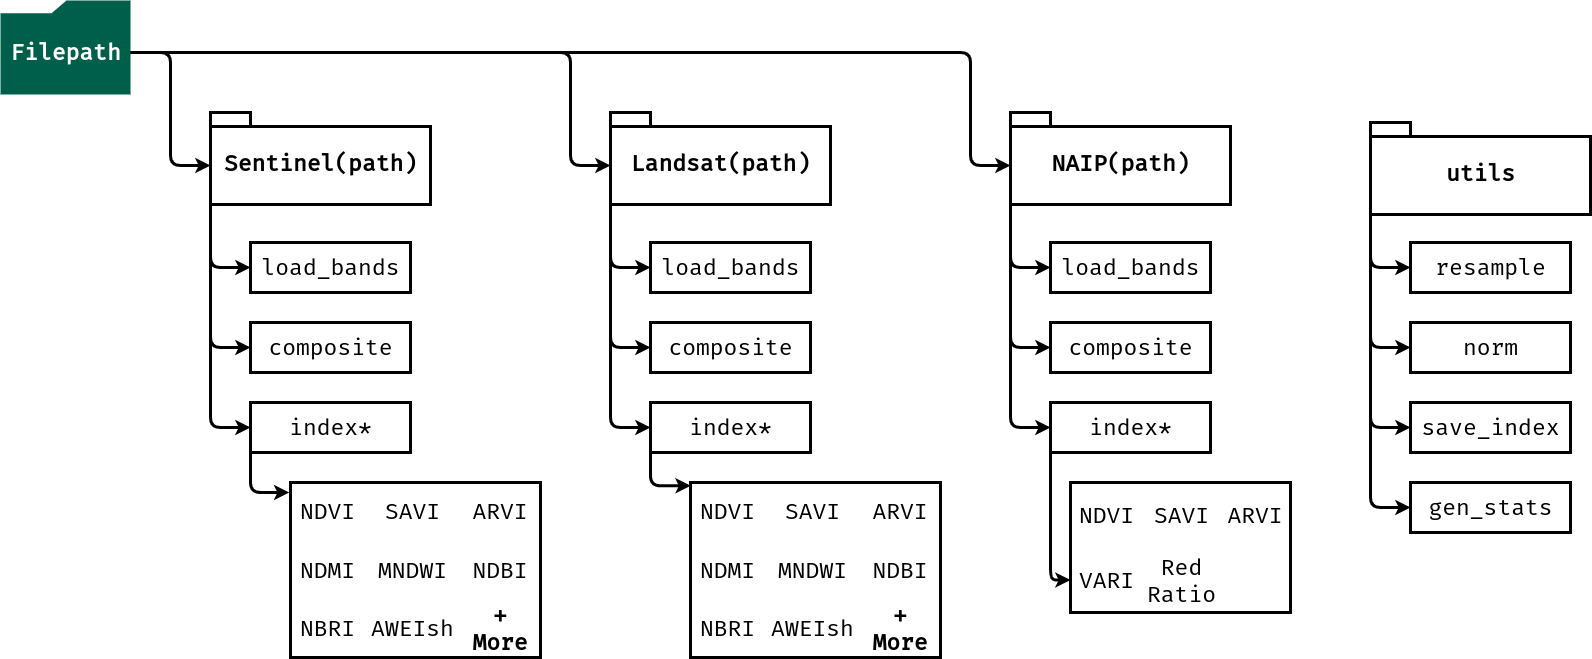 Filepath
Sentinel(path)
load_bands
composite
index*
NDVI SAVI ARVI
NDMI MNDWI NDBI
NBRI AWEIsh + More
Landsat(path)
load_bands
composite
index*
NDVI SAVI ARVI
NDMI MNDWI NDBI
NBRI AWEIsh + More
NAIP(path)
load_bands
composite
index*
NDVI SAVI ARVI
VARI Red Ratio
utils
resample
norm
save_index
gen_stats